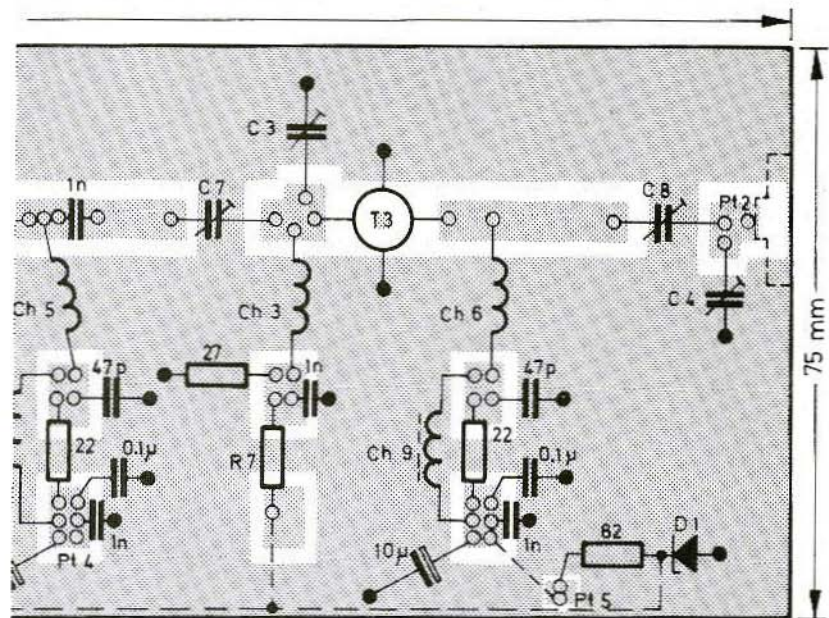 C 3
1n
C 7
T3
C 8
Pt 2
Ch 5
Ch 3
Ch 6
C 4
75 mm
47p
27
1n
47p
22
0.1µ
R 7
Ch 9
22
0.1µ
1n
Pt 4
10µ
1n
82
D 1
Pt 5